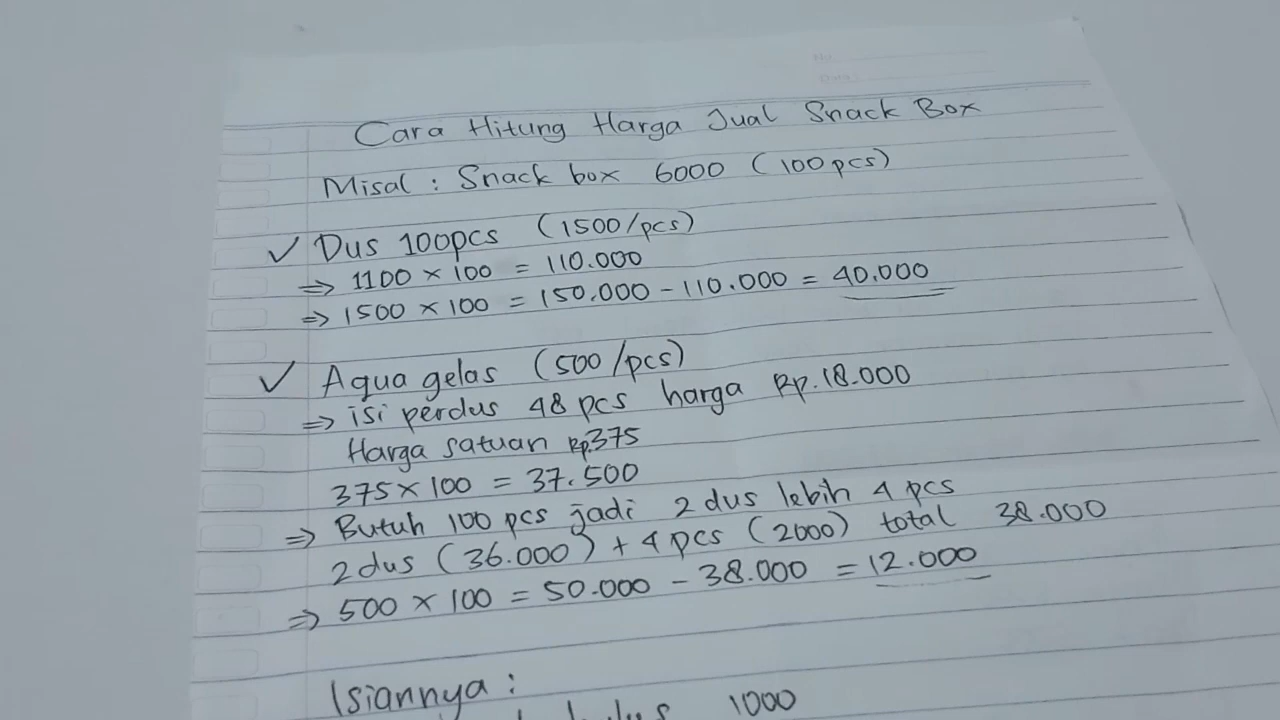 Cara Hitung Harga Jual Snack Box
Misal : Snack box 6000 (100 pcs)
✓ Dus 100pcs (1500/pcs)
⇒ 1100 × 100 = 110.000
⇒ 1500 × 100 = 150.000 - 110.000 = 40.000
✓ Aqua gelas (500/pcs)
⇒ isi perdus 48 pcs harga Rp.18.000
Harga satuan Rp.375
375 × 100 = 37.500
⇒ Butuh 100 pcs jadi 2 dus lebih 4 pcs
2 dus (36.000) + 4 pcs (2000) total 38.000
⇒ 500 × 100 = 50.000 - 38.000 = 12.000
Isiannya :
1000